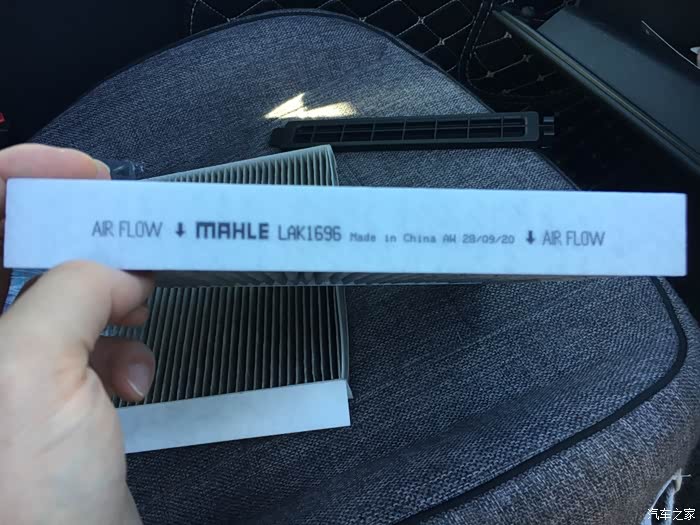 AIR FLOW ↓ MAHLE LAK1696 Made in China AW 28/09/20 ↓ AIR FLOW
汽车之家